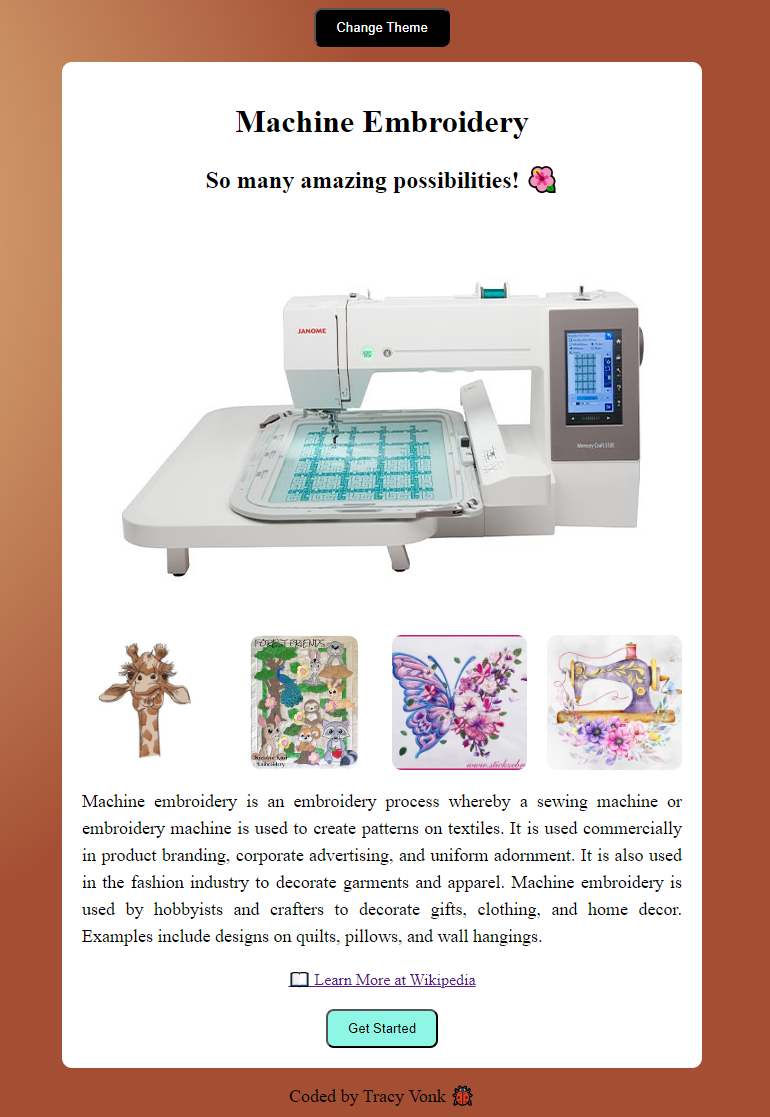 Change Theme
Machine Embroidery
So many amazing possibilities! 🌺
JANOME
Memory Craft 550E
FOREST FRIENDS
Machine embroidery is an embroidery process whereby a sewing machine or
embroidery machine is used to create patterns on textiles. It is used commercially
in product branding, corporate advertising, and uniform adornment. It is also used
in the fashion industry to decorate garments and apparel. Machine embroidery is
used by hobbyists and crafters to decorate gifts, clothing, and home decor.
Examples include designs on quilts, pillows, and wall hangings.
📖 Learn More at Wikipedia
Get Started
Coded by Tracy Vonk 🐞